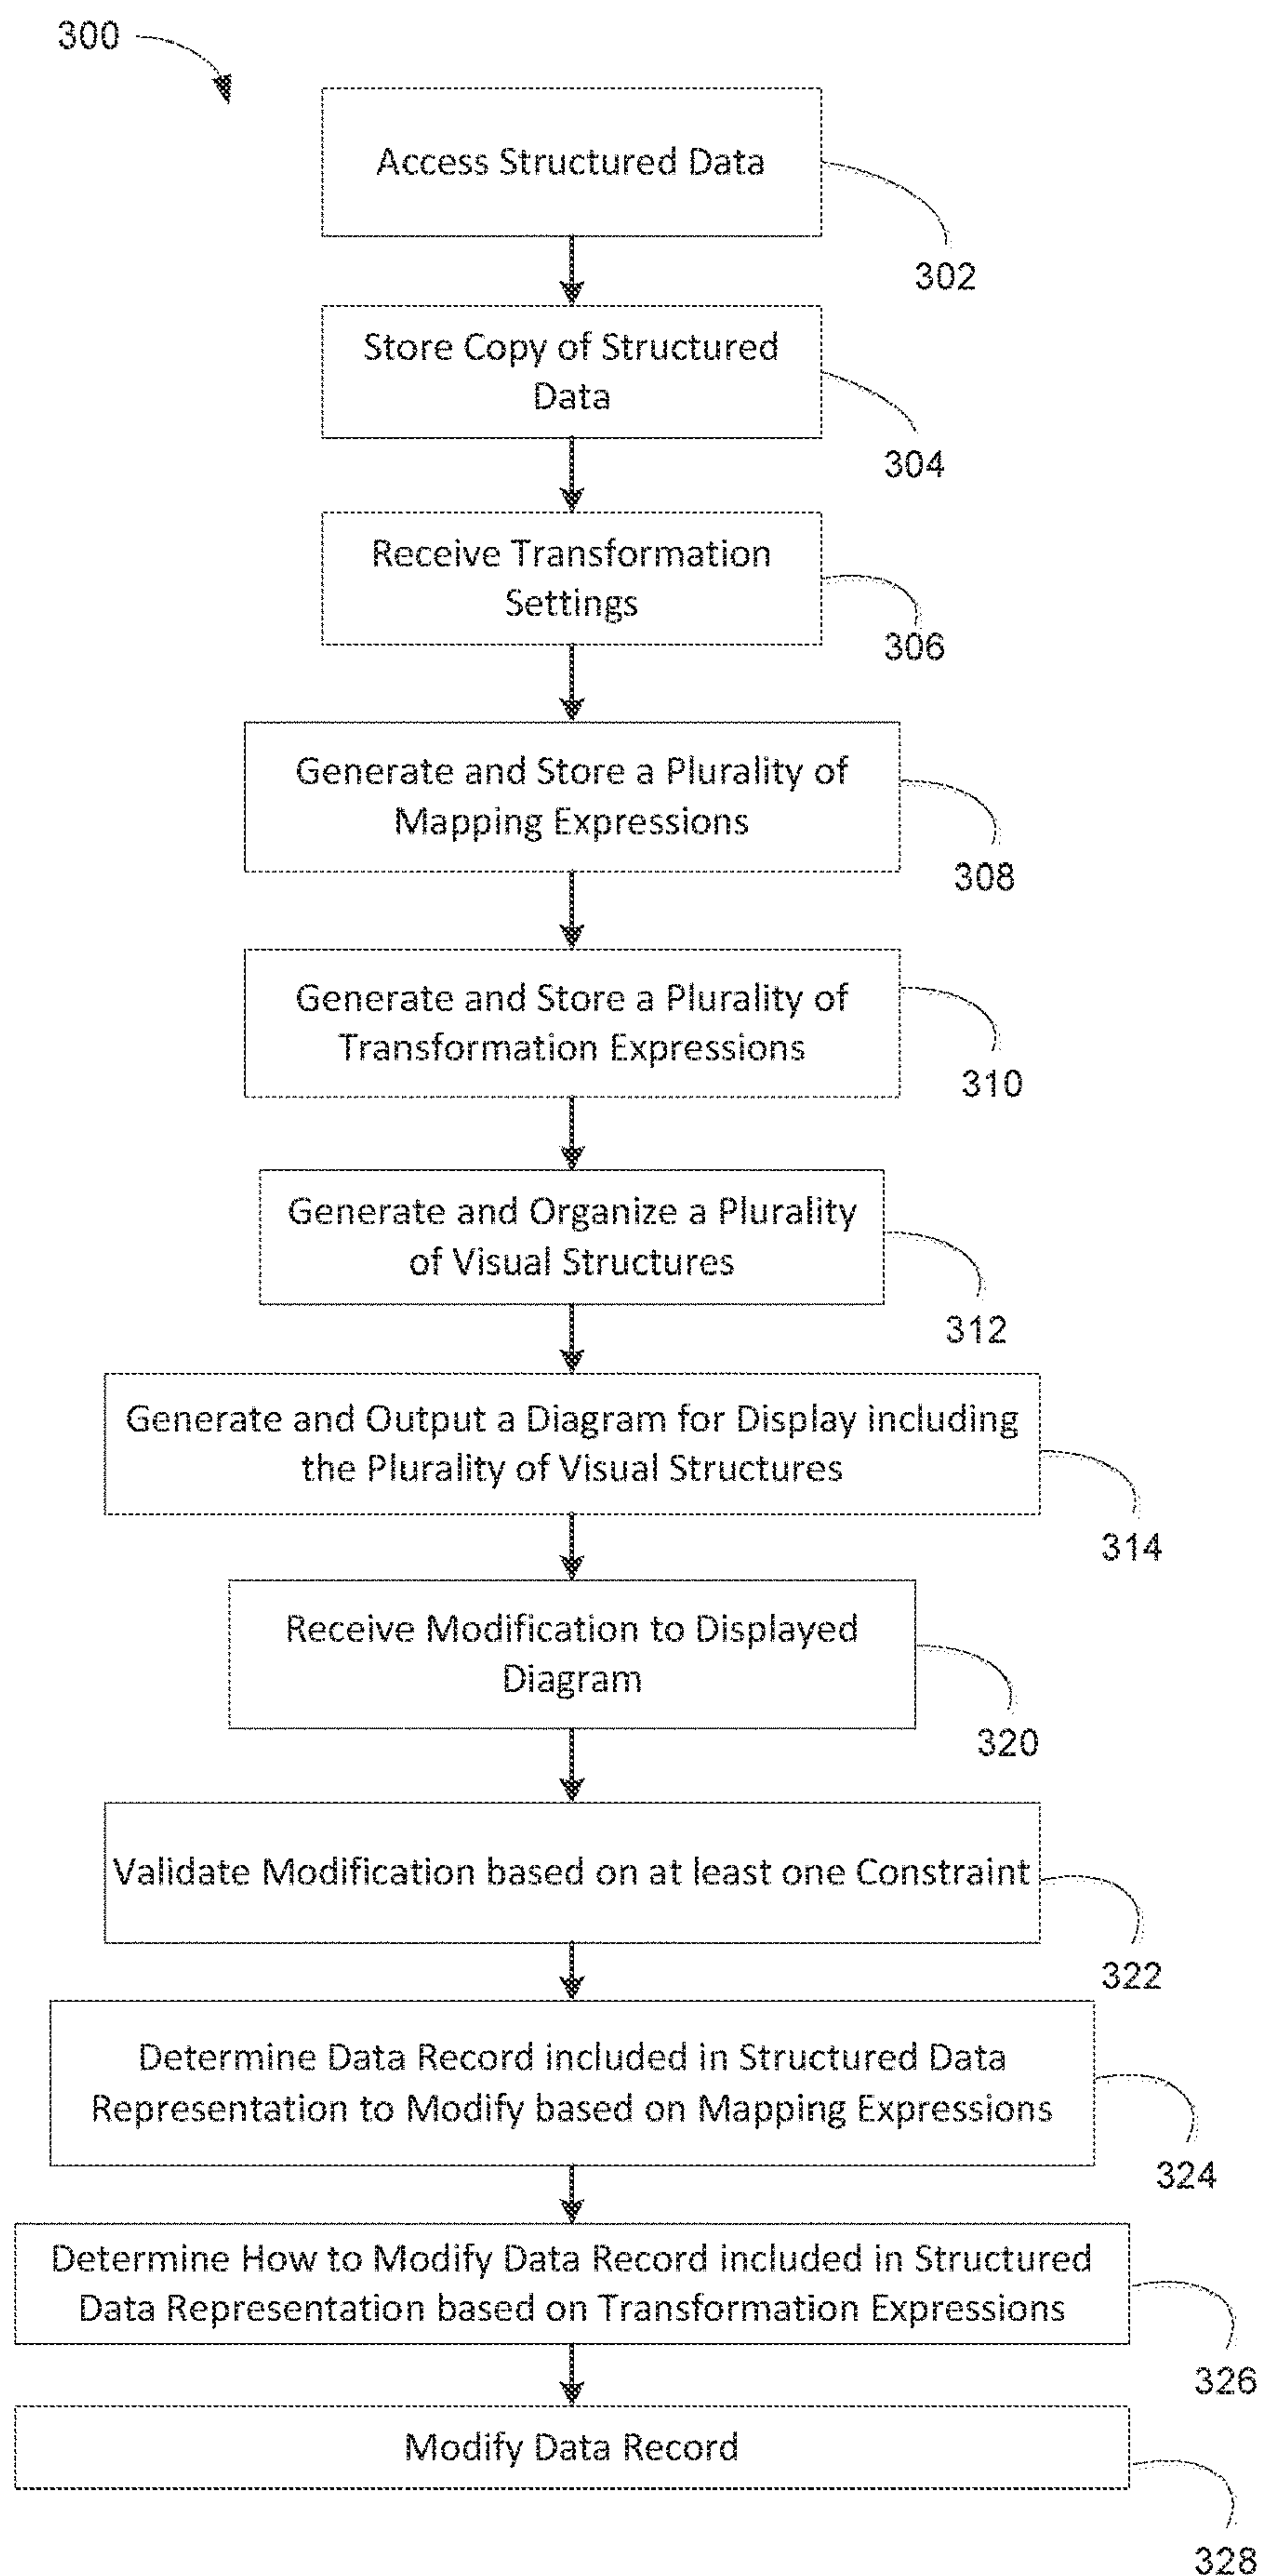 300
Access Structured Data
302
Store Copy of Structured
Data
304
Receive Transformation
Settings
306
Generate and Store a Plurality of
Mapping Expressions
308
Generate and Store a Plurality of
Transformation Expressions
310
Generate and Organize a Plurality
of Visual Structures
312
Generate and Output a Diagram for Display including
the Plurality of Visual Structures
314
Receive Modification to Displayed
Diagram
320
Validate Modification based on at least one Constraint
322
Determine Data Record included in Structured Data
Representation to Modify based on Mapping Expressions
324
Determine How to Modify Data Record included in Structured
Data Representation based on Transformation Expressions
326
Modify Data Record
328